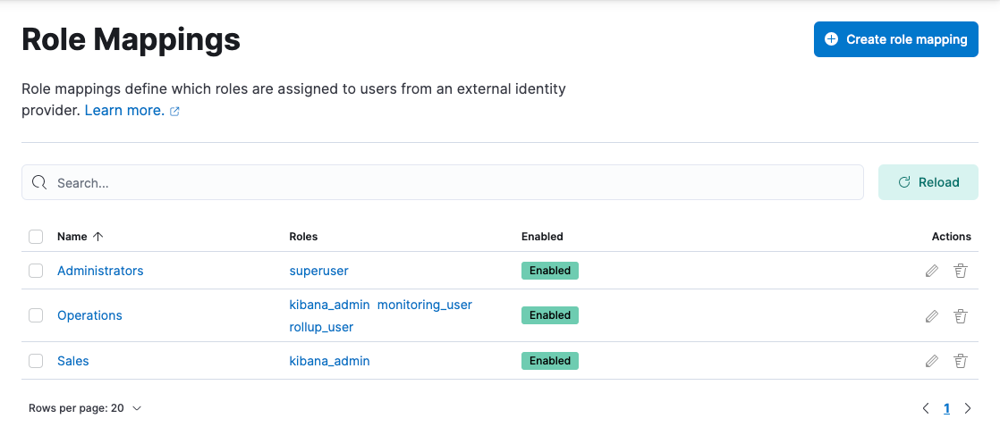 Role Mappings
Create role mapping
Role mappings define which roles are assigned to users from an external identity
provider. Learn more.
Search...
Reload
Name Roles Enabled Actions
Administrators superuser Enabled
Operations kibana_admin monitoring_user Enabled
rollup_user
Sales kibana_admin Enabled
Rows per page: 20 1